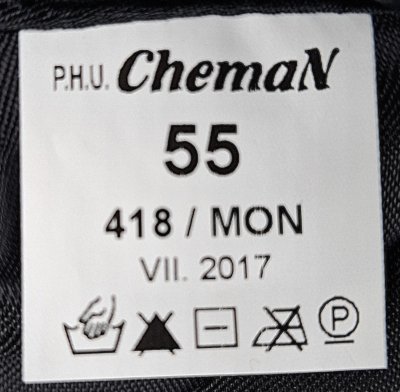 P.H.U. ChemaN
55
418 / MON
VII. 2017
P